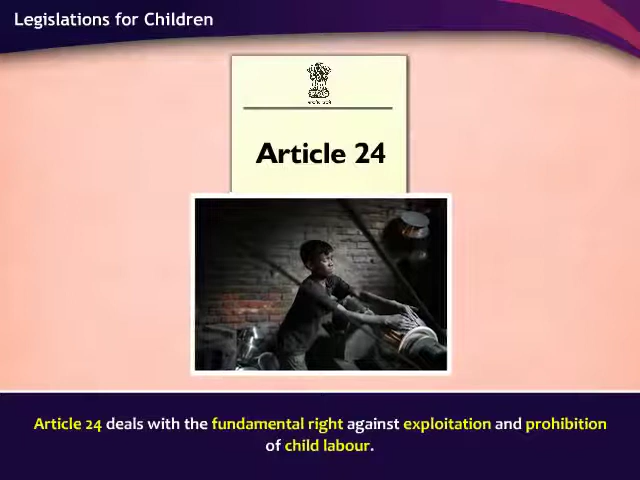 Legislations for Children
Article 24
Article 24 deals with the fundamental right against exploitation and prohibition
of child labour.